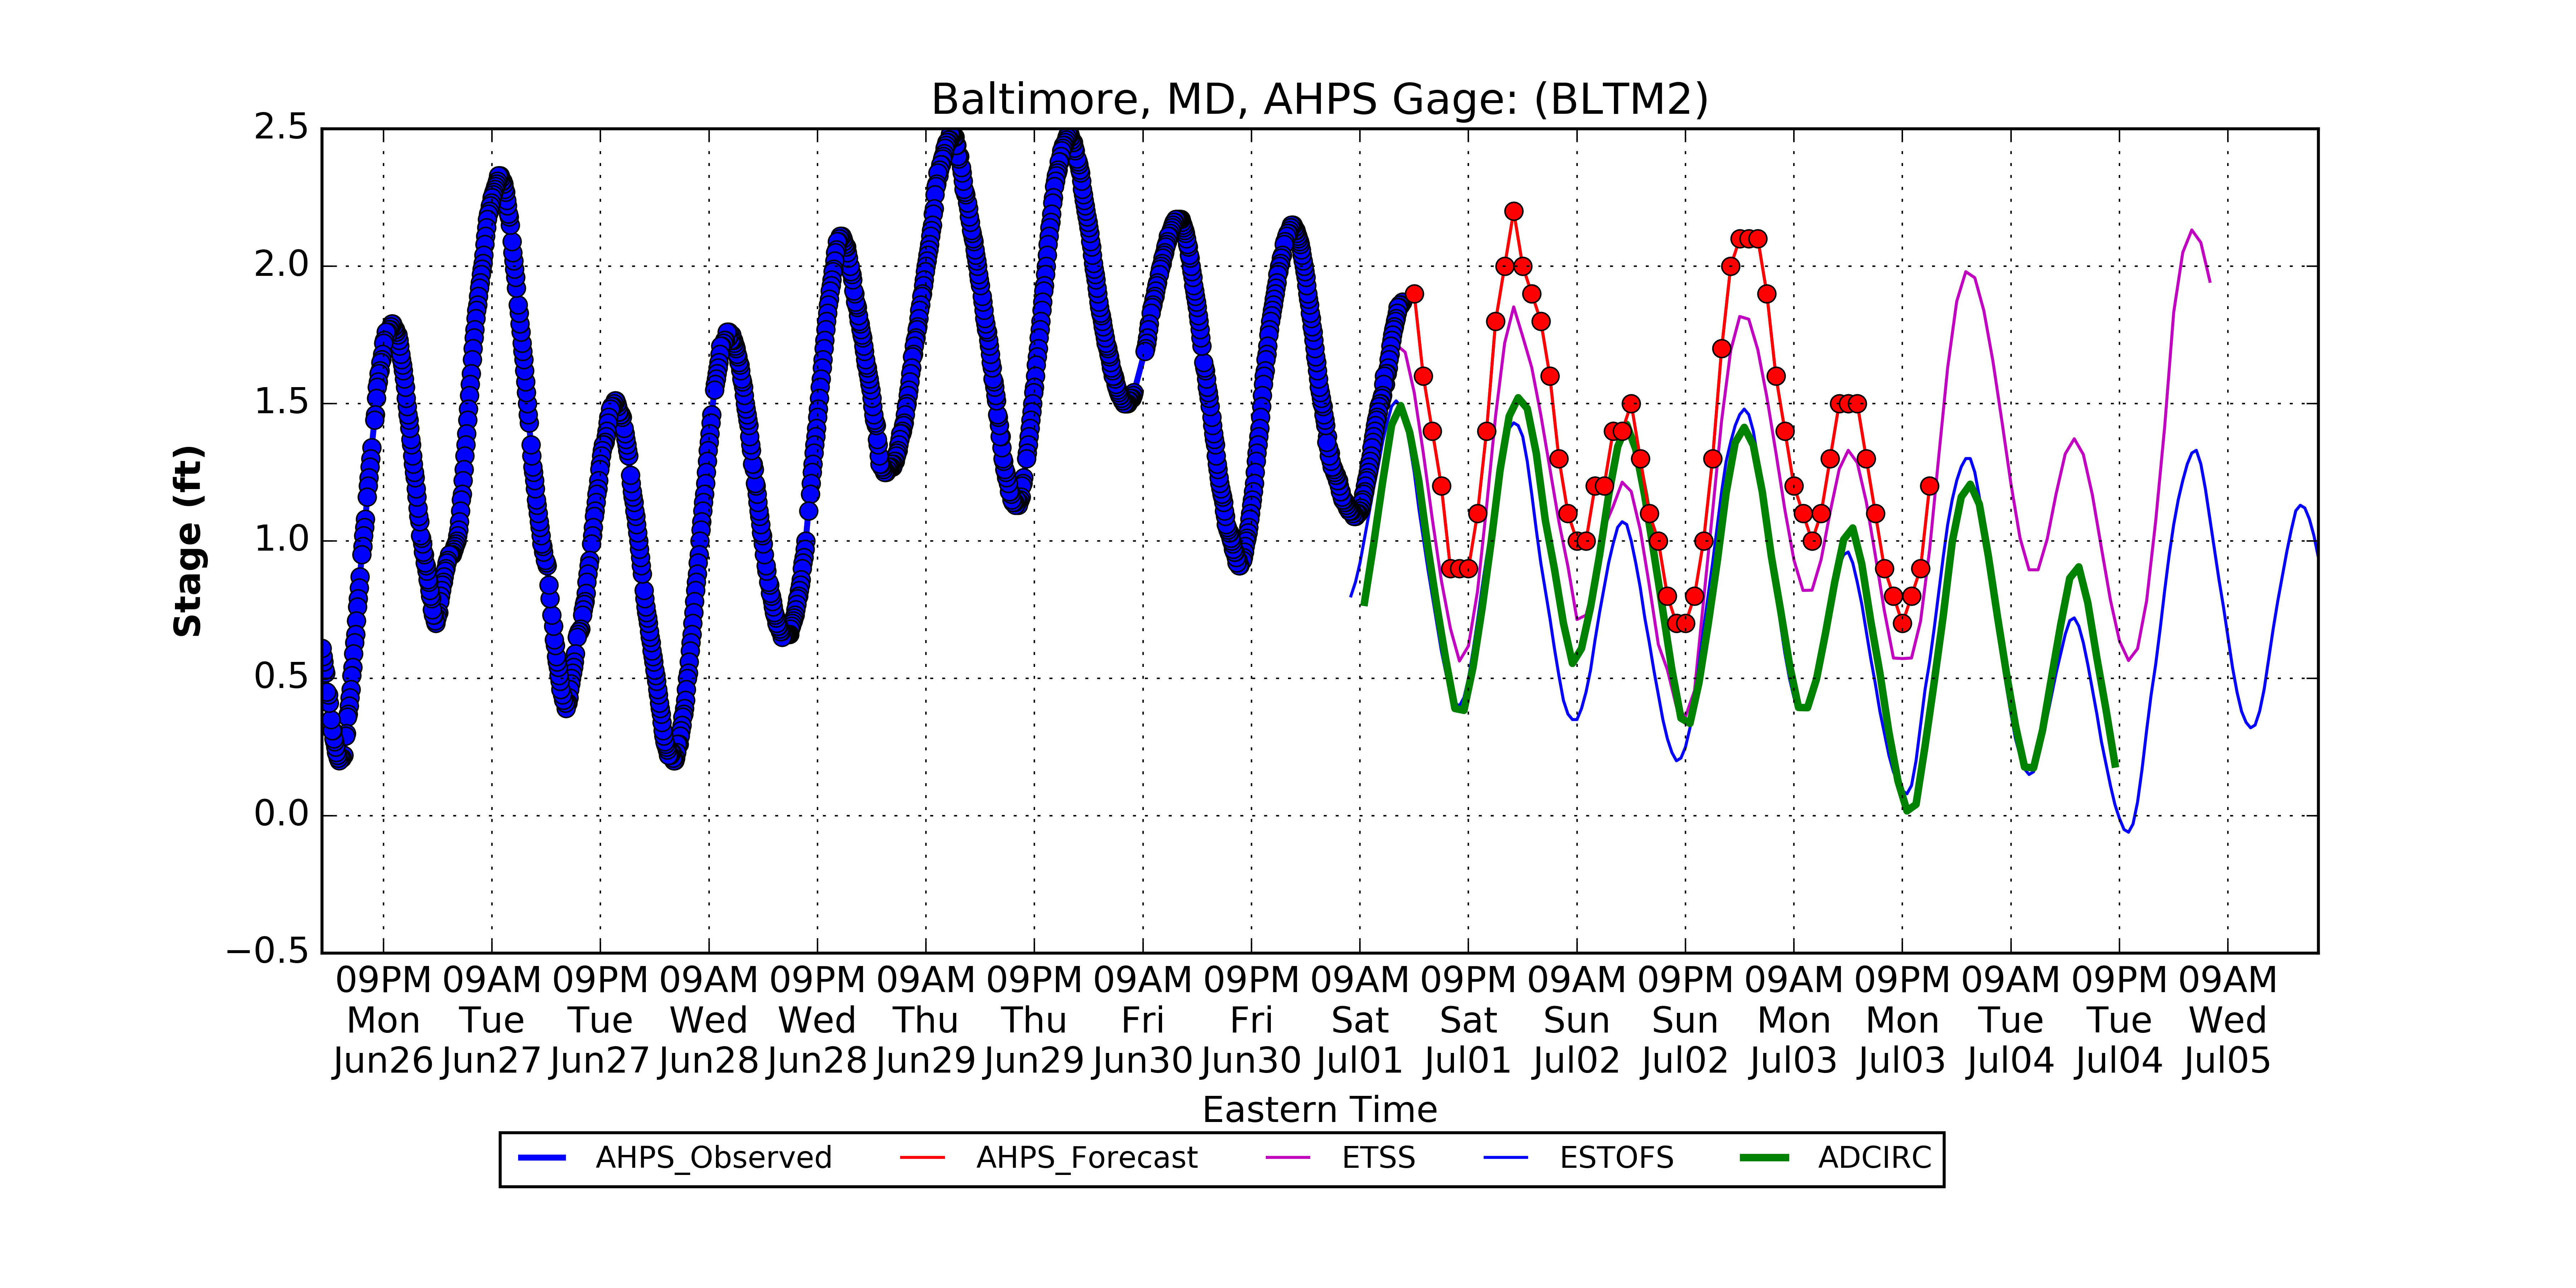 Baltimore, MD, AHPS Gage: (BLTM2)
Stage (ft)
2.5
2.0
1.5
1.0
0.5
0.0
−0.5
09PM 09AM 09PM 09AM 09PM 09AM 09PM 09AM 09PM 09AM 09PM 09AM 09PM 09AM 09PM 09AM 09PM 09AM
Mon Tue Tue Wed Wed Thu Thu Fri Fri Sat Sat Sun Sun Mon Mon Tue Tue Wed
Jun26 Jun27 Jun27 Jun28 Jun28 Jun29 Jun29 Jun30 Jun30 Jul01 Jul01 Jul02 Jul02 Jul03 Jul03 Jul04 Jul04 Jul05
Eastern Time
AHPS_Observed AHPS_Forecast ETSS ESTOFS ADCIRC